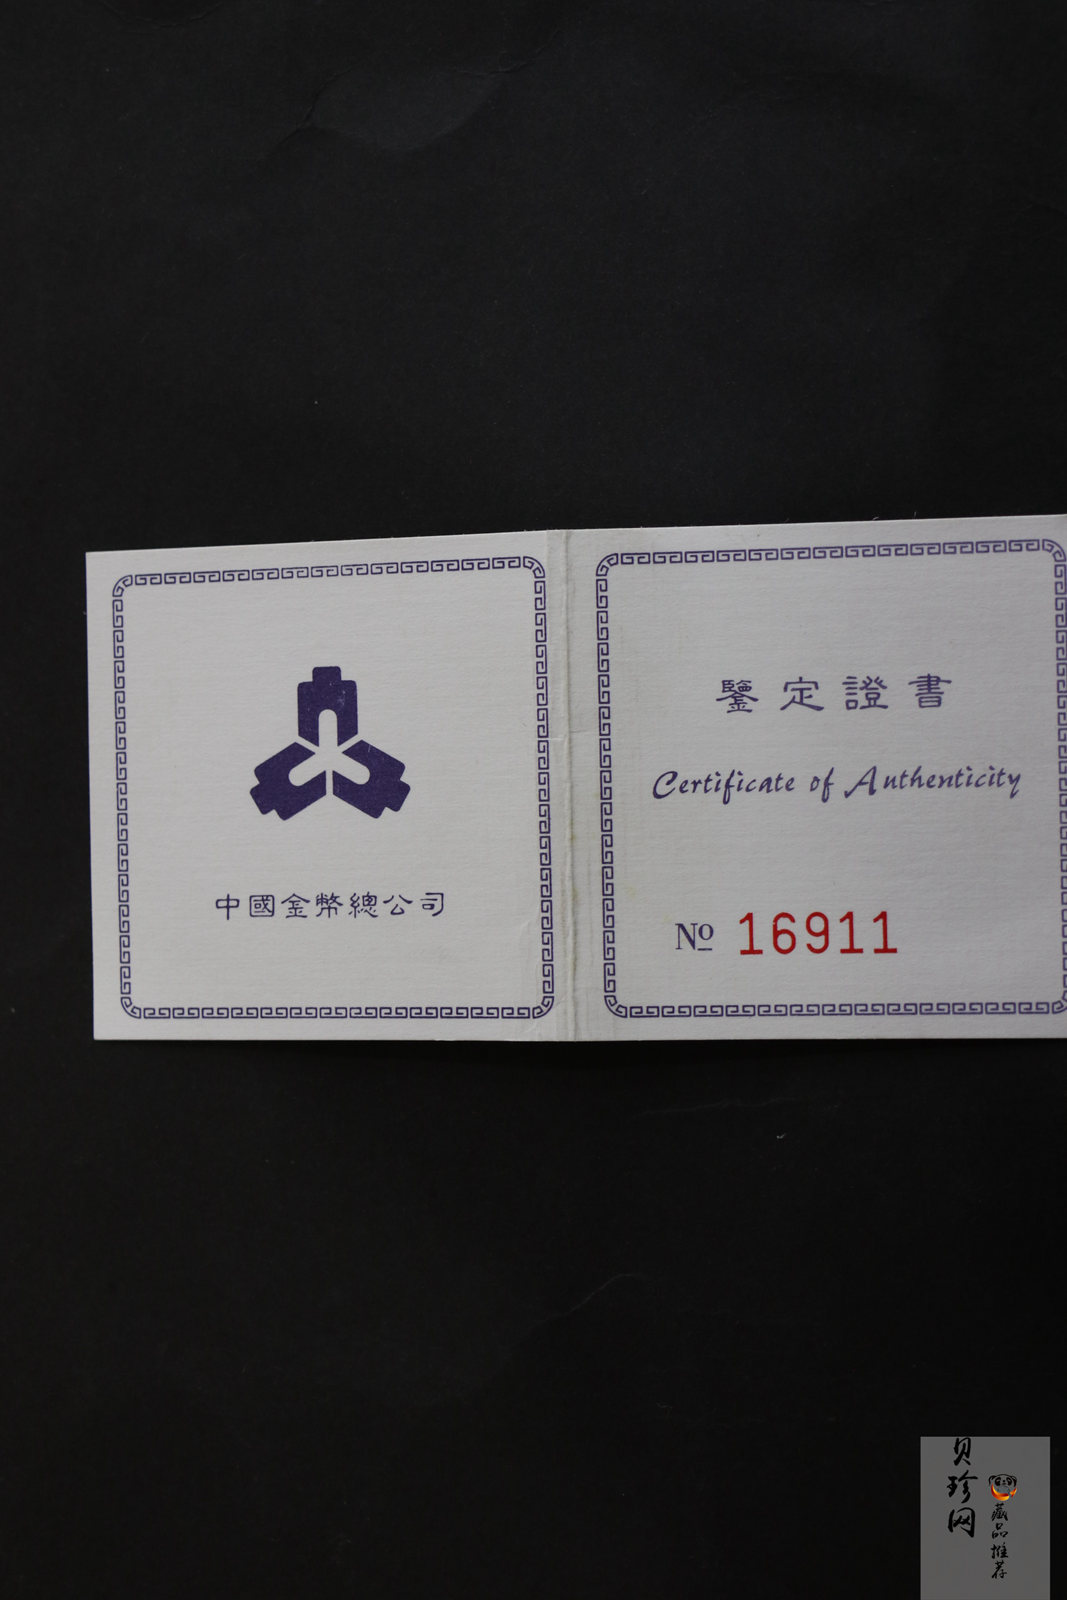 中國金幣總公司
鑒定證書
Certificate of Authenticity
Nº 16911
贝珍网
藏品推荐